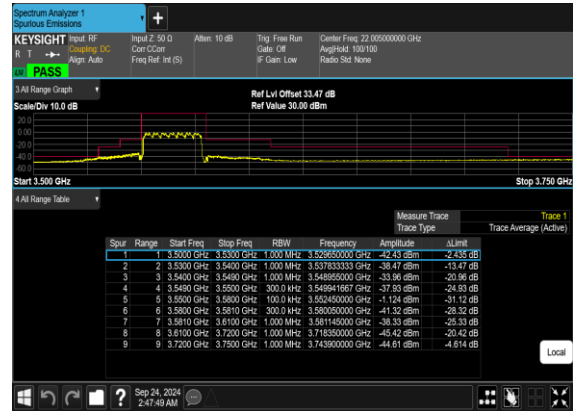 Spectrum Analyzer 1
Spurious Emissions
KEYSIGHT Input: RF Input Z: 50 Ω Atten: 10 dB Trig: Free Run Center Freq: 22.005000000 GHz
R T Coupling: DC Corr CCorr Gate: Off Avg|Hold: 100/100
Align: Auto Freq Ref: Int (S) IF Gain: Low Radio Std: None
PASS
3 All Range Graph
Ref Lvl Offset 33.47 dB
Scale/Div 10.0 dB Ref Value 30.00 dBm
20.0
0.00
-20.0
-40.0
-60.0
Start 3.500 GHz Stop 3.750 GHz
4 All Range Table
Measure Trace Trace 1
Trace Type Trace Average (Active)
Spur Range Start Freq Stop Freq RBW Frequency Amplitude ΔLimit
1 1 3.5000 GHz 3.5300 GHz 1.000 MHz 3.529650000 GHz -42.43 dBm -2.435 dB
2 2 3.5300 GHz 3.5400 GHz 1.000 MHz 3.537833333 GHz -38.47 dBm -13.47 dB
3 3 3.5400 GHz 3.5490 GHz 1.000 MHz 3.548955000 GHz -33.96 dBm -20.96 dB
4 4 3.5490 GHz 3.5500 GHz 300.0 kHz 3.549941667 GHz -37.93 dBm -24.93 dB
5 5 3.5500 GHz 3.5800 GHz 100.0 kHz 3.552450000 GHz -1.124 dBm -31.12 dB
6 6 3.5800 GHz 3.5810 GHz 300.0 kHz 3.580050000 GHz -41.32 dBm -28.32 dB
7 7 3.5810 GHz 3.6100 GHz 1.000 MHz 3.581145000 GHz -38.33 dBm -25.33 dB
8 8 3.6100 GHz 3.7200 GHz 1.000 MHz 3.718350000 GHz -45.42 dBm -20.42 dB
9 9 3.7200 GHz 3.7500 GHz 1.000 MHz 3.743900000 GHz -44.61 dBm -4.614 dB
Local
Sep 24, 2024
2:47:49 AM